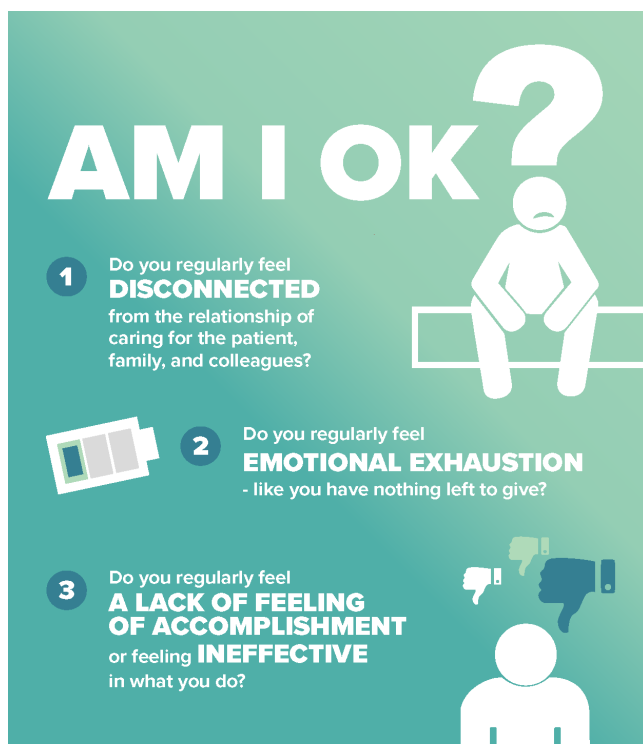 AM I OK?
1
Do you regularly feel
DISCONNECTED
from the relationship of
caring for the patient,
family, and colleagues?
2
Do you regularly feel
EMOTIONAL EXHAUSTION
- like you have nothing left to give?
3
Do you regularly feel
A LACK OF FEELING
OF ACCOMPLISHMENT
or feeling INEFFECTIVE
in what you do?